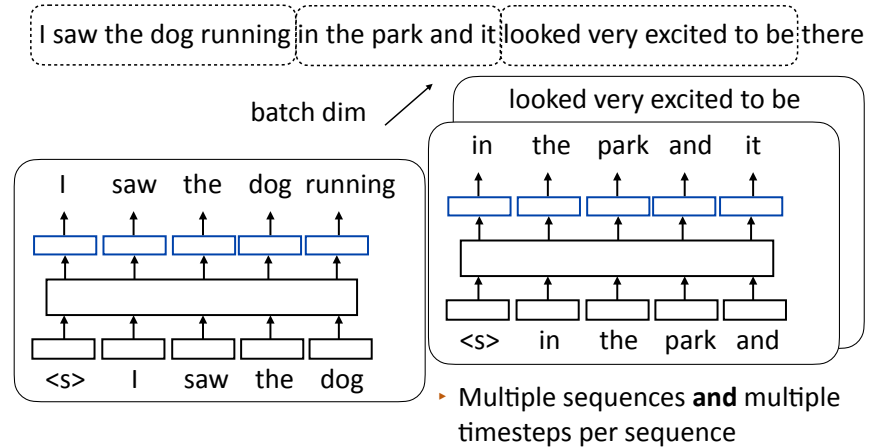 I saw the dog running in the park and it looked very excited to be there
batch dim
looked very excited to be
in the park and it
I saw the dog running
<s> in the park and
<s> I saw the dog
▸ Multiple sequences and multiple
timesteps per sequence